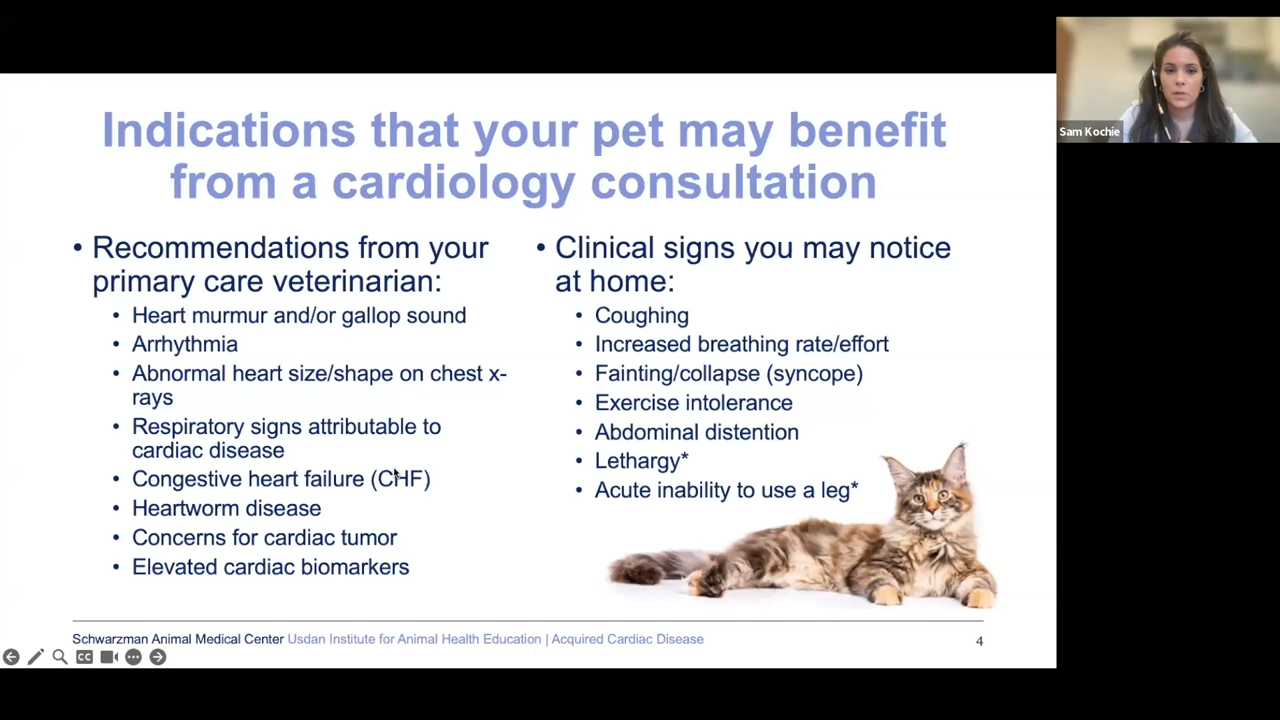 Indications that your pet may benefit
from a cardiology consultation
• Recommendations from your
primary care veterinarian:
• Heart murmur and/or gallop sound
• Arrhythmia
• Abnormal heart size/shape on chest x-
rays
• Respiratory signs attributable to
cardiac disease
• Congestive heart failure (CHF)
• Heartworm disease
• Concerns for cardiac tumor
• Elevated cardiac biomarkers
• Clinical signs you may notice
at home:
• Coughing
• Increased breathing rate/effort
• Fainting/collapse (syncope)
• Exercise intolerance
• Abdominal distention
• Lethargy*
• Acute inability to use a leg*
Schwarzman Animal Medical Center Usdan Institute for Animal Health Education | Acquired Cardiac Disease
4
CC
Sam Kochie